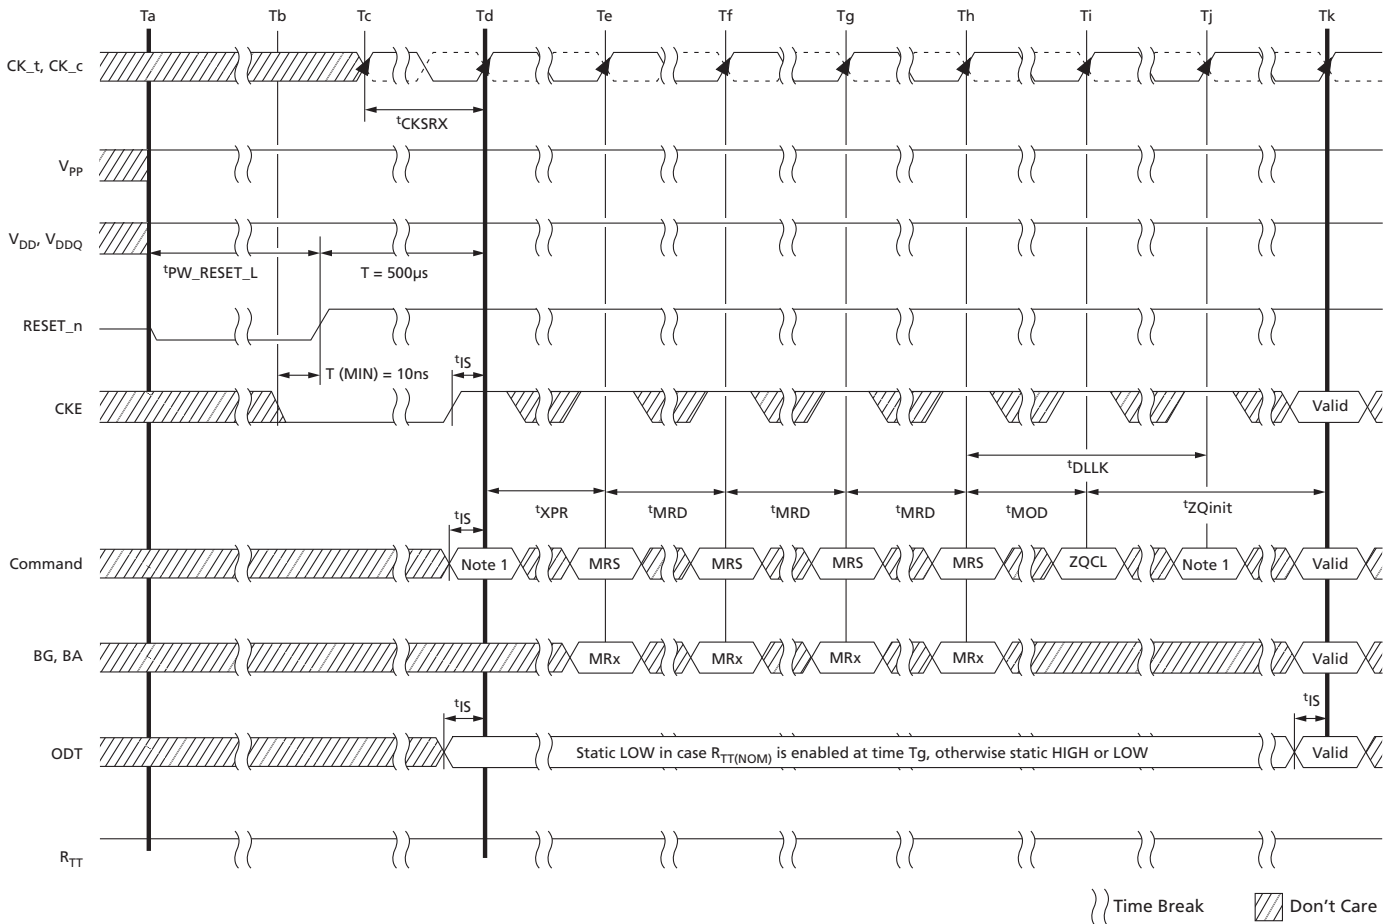 Ta Tb Tc Td Te Tf Tg Th Ti Tj Tk
CK_t, CK_c
tCKSRX
VPP
VDD, VDDQ
tPW_RESET_L T = 500µs
RESET_n
T (MIN) = 10ns tIS
CKE Valid
tDLLK
tXPR tMRD tMRD tMRD tMOD tZQinit
tIS
Command Note 1 MRS MRS MRS MRS ZQCL Note 1 Valid
BG, BA MRx MRx MRx MRx Valid
tIS tIS
ODT Static LOW in case RTT(NOM) is enabled at time Tg, otherwise static HIGH or LOW Valid
RTT
Time Break Don't Care